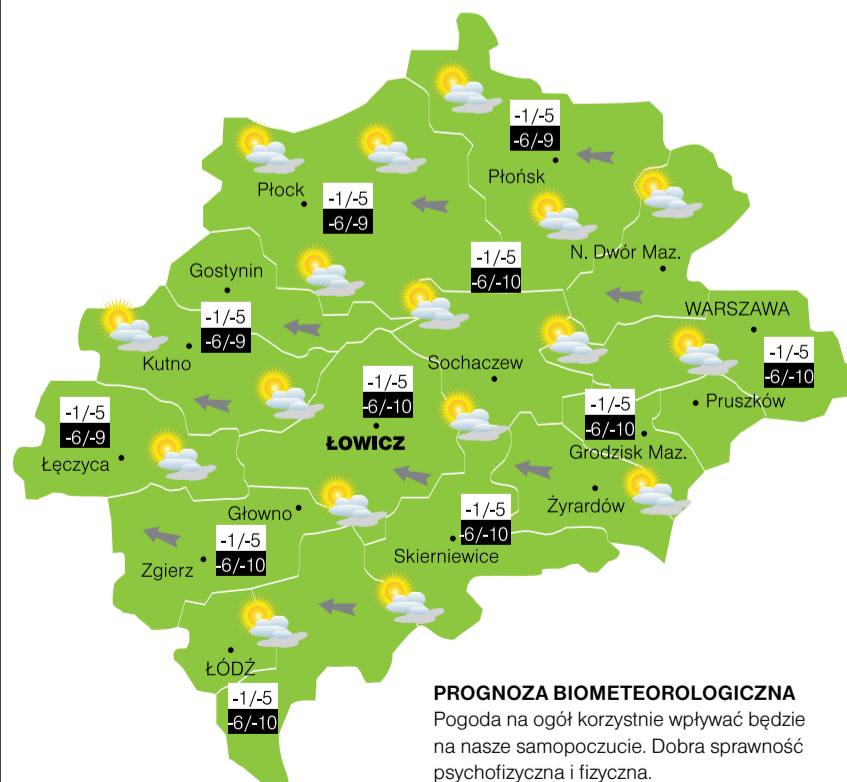 -1/-5
-6/-9
Płońsk
Płock
-1/-5
-6/-9
N. Dwór Maz.
-1/-5
-6/-10
Gostynin
-1/-5
-6/-9
Kutno
WARSZAWA
-1/-5
-6/-10
Sochaczew
-1/-5
-6/-10
ŁOWICZ
Pruszków
-1/-5
-6/-10
Grodzisk Maz.
-1/-5
-6/-9
Łęczyca
Żyrardów
Głowno
-1/-5
-6/-10
Skierniewice
-1/-5
-6/-10
Zgierz
ŁÓDŹ
-1/-5
-6/-10
PROGNOZA BIOMETEOROLOGICZNA
Pogoda na ogół korzystnie wpływać będzie
na nasze samopoczucie. Dobra sprawność
psychofizyczna i fizyczna.